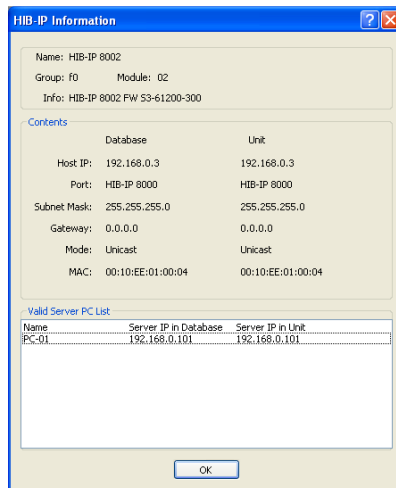 HIB-IP Information
Name: HIB-IP 8002
Group: f0 Module: 02
Info: HIB-IP 8002 FW S3-61200-300
Contents
Database Unit
Host IP: 192.168.0.3 192.168.0.3
Port: HIB-IP 8000 HIB-IP 8000
Subnet Mask: 255.255.255.0 255.255.255.0
Gateway: 0.0.0.0 0.0.0.0
Mode: Unicast Unicast
MAC: 00:10:EE:01:00:04 00:10:EE:01:00:04
Valid Server PC List
Name Server IP in Database Server IP in Unit
PC-01 192.168.0.101 192.168.0.101
OK